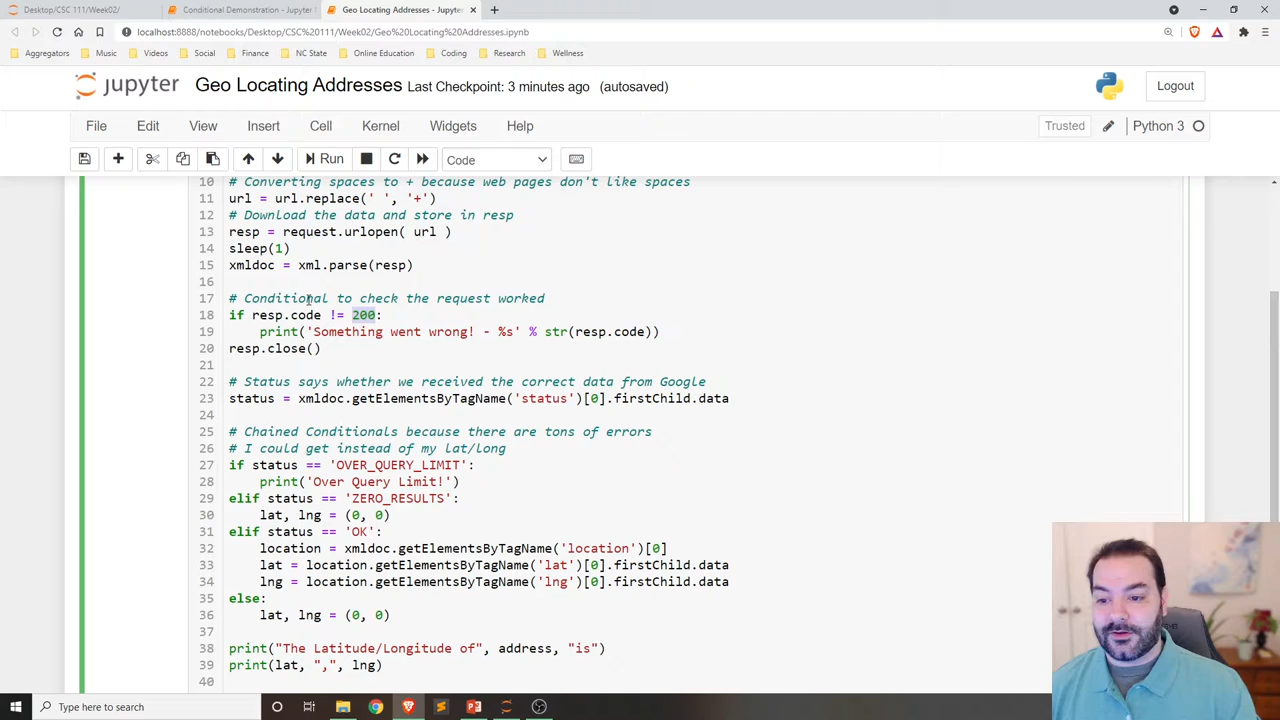 Desktop/CSC 111/Week02/
Conditional Demonstration - Jupyter
Geo Locating Addresses - Jupyter
localhost:8888/notebooks/Desktop/CSC%20111/Week02/Geo%20Locating%20Addresses.ipynb
Aggregators Music Videos Social Finance NC State Online Education Coding Research Wellness
jupyter Geo Locating Addresses Last Checkpoint: 3 minutes ago (autosaved) Logout
File Edit View Insert Cell Kernel Widgets Help Trusted Python 3
Run Code
10 # Converting spaces to + because web pages don't like spaces
11 url = url.replace(' ', '+')
12 # Download the data and store in resp
13 resp = request.urlopen( url )
14 sleep(1)
15 xmldoc = xml.parse(resp)
16
17 # Conditional to check the request worked
18 if resp.code != 200:
19     print('Something went wrong! - %s' % str(resp.code))
20 resp.close()
21
22 # Status says whether we received the correct data from Google
23 status = xmldoc.getElementsByTagName('status')[0].firstChild.data
24
25 # Chained Conditionals because there are tons of errors
26 # I could get instead of my lat/long
27 if status == 'OVER_QUERY_LIMIT':
28     print('Over Query Limit!')
29 elif status == 'ZERO_RESULTS':
30     lat, lng = (0, 0)
31 elif status == 'OK':
32     location = xmldoc.getElementsByTagName('location')[0]
33     lat = location.getElementsByTagName('lat')[0].firstChild.data
34     lng = location.getElementsByTagName('lng')[0].firstChild.data
35 else:
36     lat, lng = (0, 0)
37
38 print("The Latitude/Longitude of", address, "is")
39 print(lat, ",", lng)
40
Type here to search